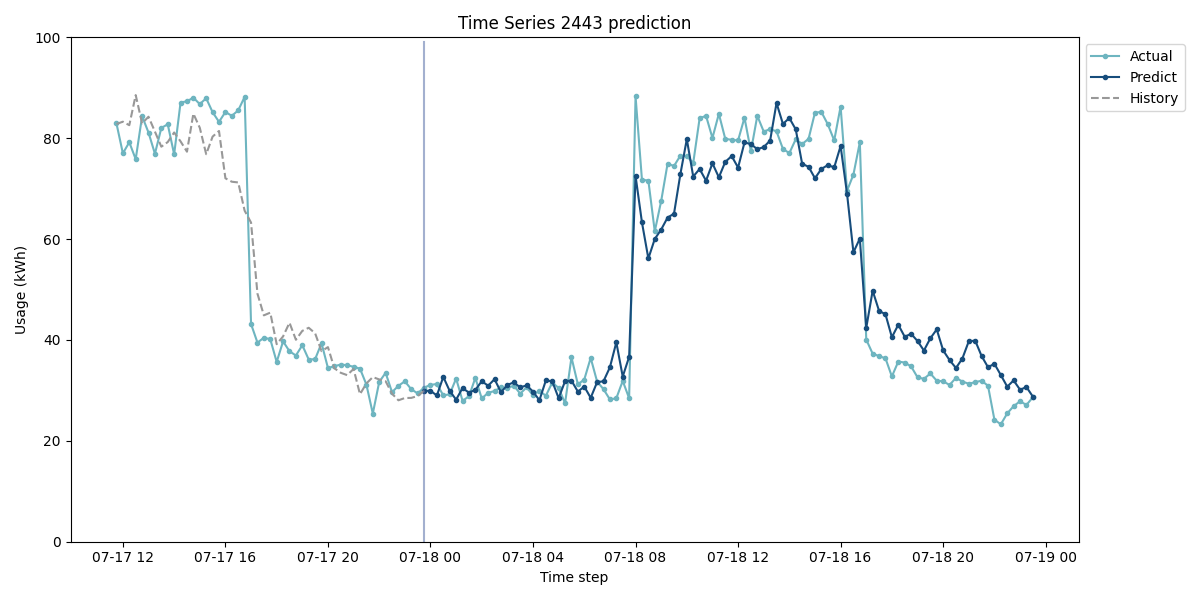 Time Series 2443 prediction
100
80
60
40
20
0
Usage (kWh)
07-17 12
07-17 16
07-17 20
07-18 00
07-18 04
07-18 08
07-18 12
07-18 16
07-18 20
07-19 00
Time step
Actual
Predict
History